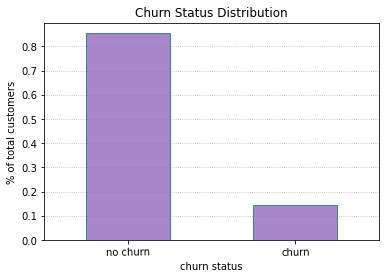 Churn Status Distribution
% of total customers
0.8
0.7
0.6
0.5
0.4
0.3
0.2
0.1
0.0
no churn
churn
churn status